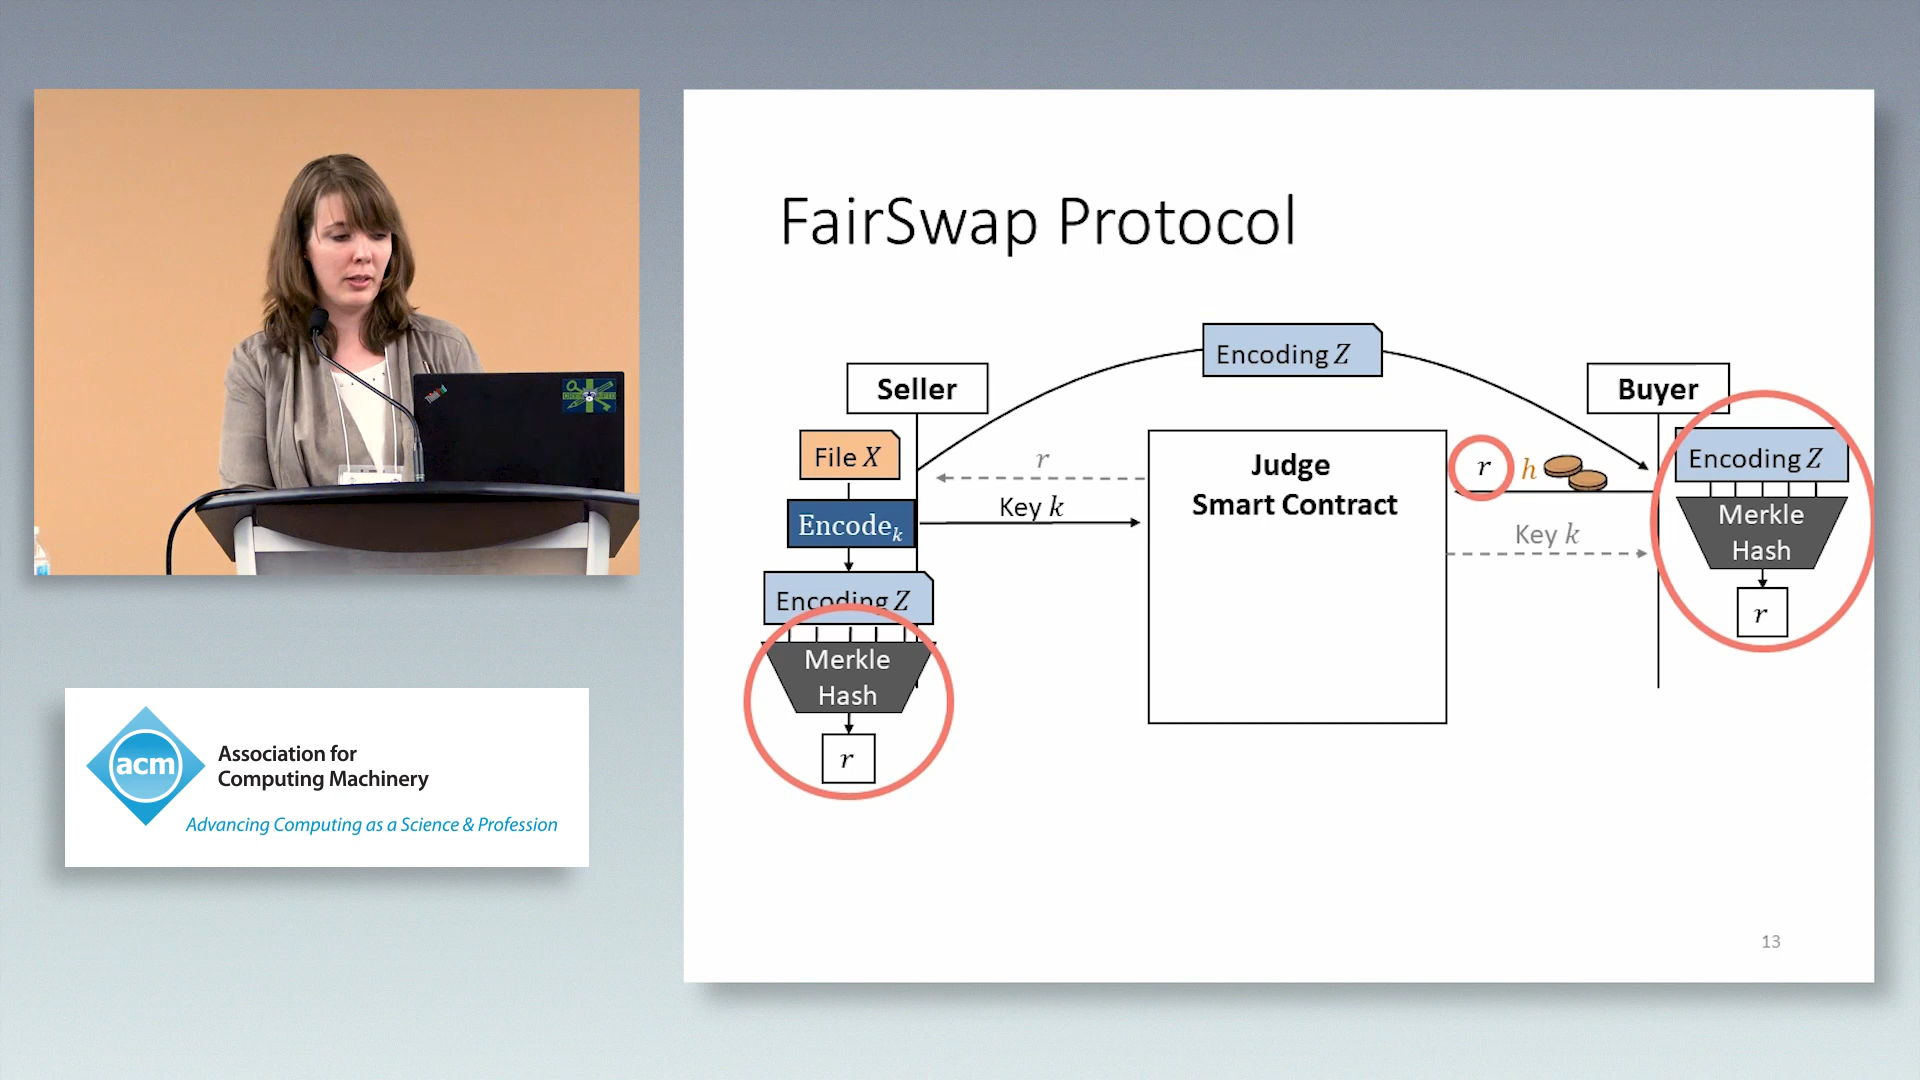 FairSwap Protocol
Encoding Z
Seller
Buyer
File X
r
Key k
Encode k
Encoding Z
Merkle
Hash
r
Judge
Smart Contract
r h
Key k
Encoding Z
Merkle
Hash
r
13
acm
Association for
Computing Machinery
Advancing Computing as a Science & Profession